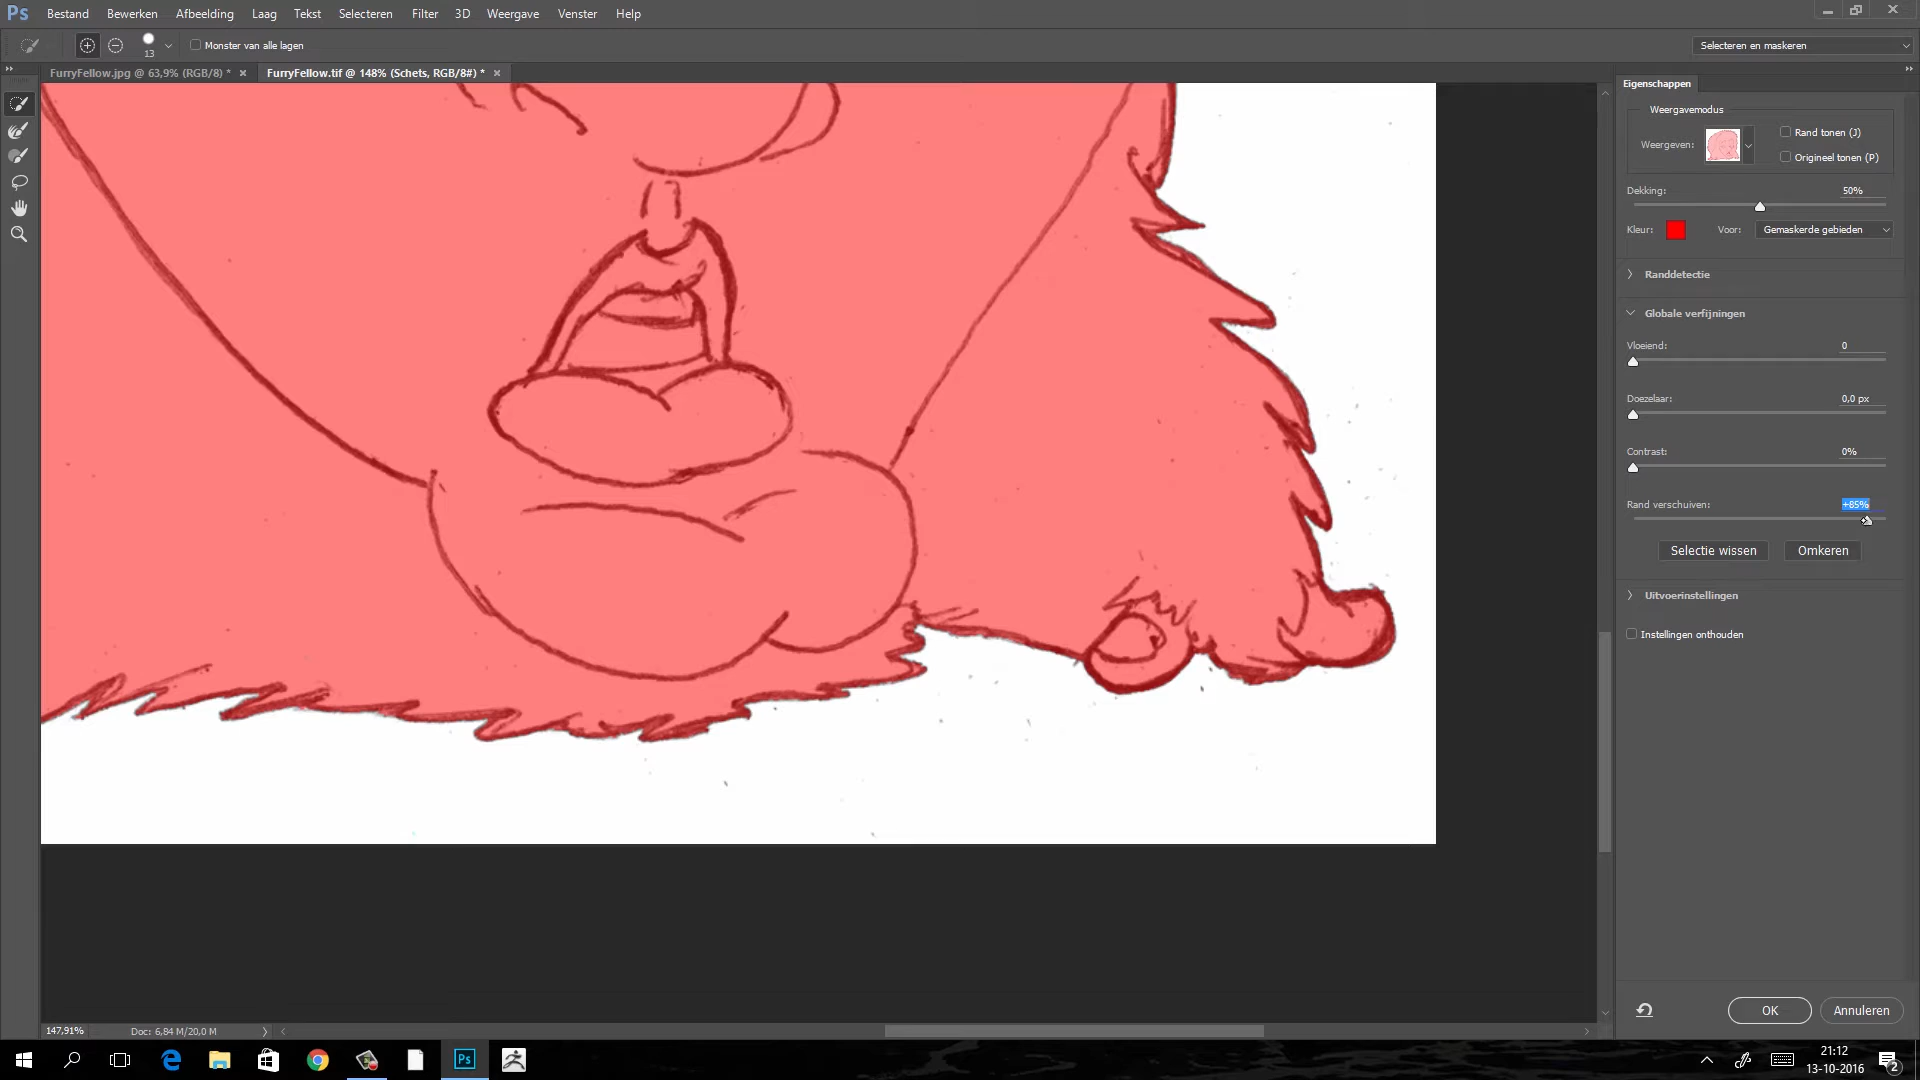 Ps Bestand Bewerken Afbeelding Laag Tekst Selecteren Filter 3D Weergave Venster Help
13 Monster van alle lagen Selecteren en maskeren
FurryFellow.jpg @ 63,9% (RGB/8) * FurryFellow.tif @ 148% (Schets, RGB/8#) *
Eigenschappen
Weergavemodus
Weergeven: Rand tonen (J)
Origineel tonen (P)
Dekking: 50%
Kleur: Voor: Gemaskerde gebieden
Randdetectie
Globale verfijningen
Vloeiend: 0
Doezelaar: 0,0 px
Contrast: 0%
Rand verschuiven: +85%
Selectie wissen Omkeren
Uitvoerinstellingen
Instellingen onthouden
OK Annuleren
147,91% Doc: 6,84 M/20,0 M
Ps
21:12
13-10-2016
2